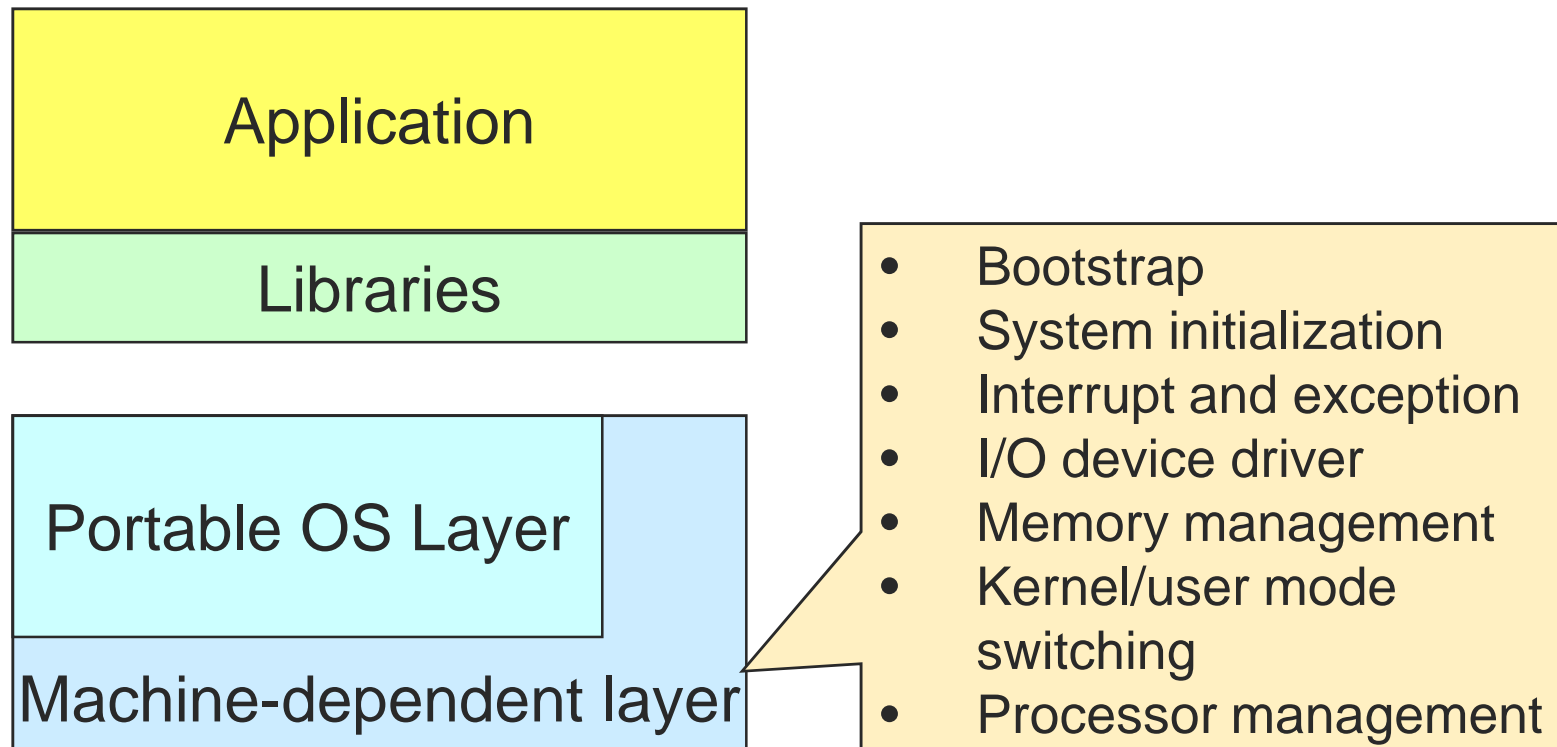 Application
Libraries
Portable OS Layer
Machine-dependent layer
• Bootstrap
• System initialization
• Interrupt and exception
• I/O device driver
• Memory management
• Kernel/user mode
switching
• Processor management